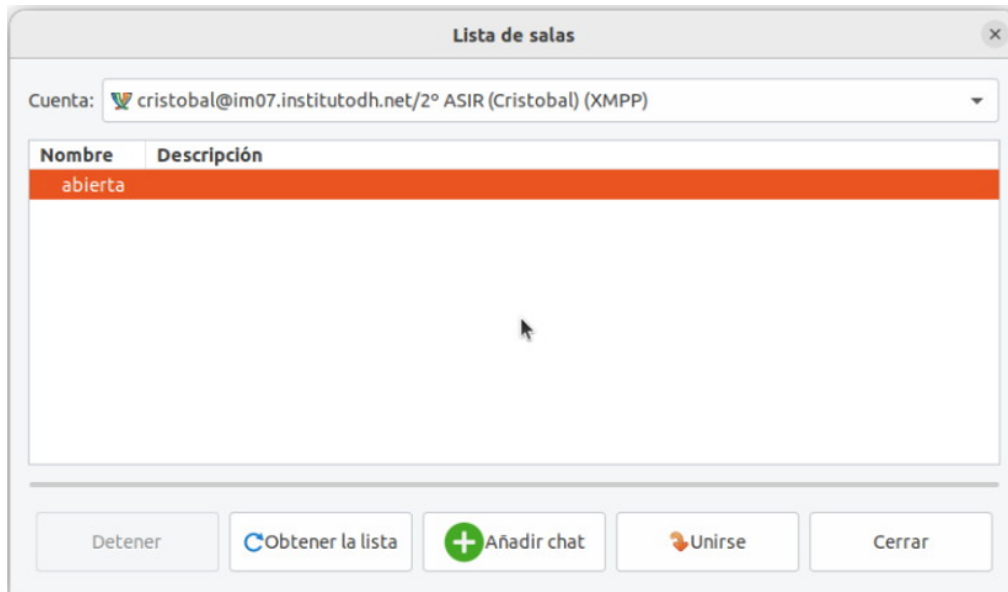 Lista de salas
Cuenta: cristobal@im07.institutodh.net/2º ASIR (Cristobal) (XMPP)
Nombre Descripción
abierta
Detener Obtener la lista Añadir chat Unirse Cerrar